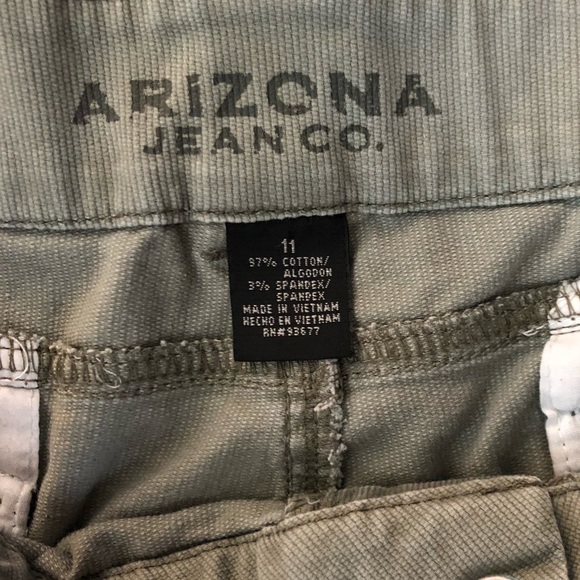 ARIZONA
JEAN CO.
11
97% COTTON/
ALGODON
3% SPANDEX/
SPANDEX
MADE IN VIETNAM
HECHO EN VIETNAM
RN#93677